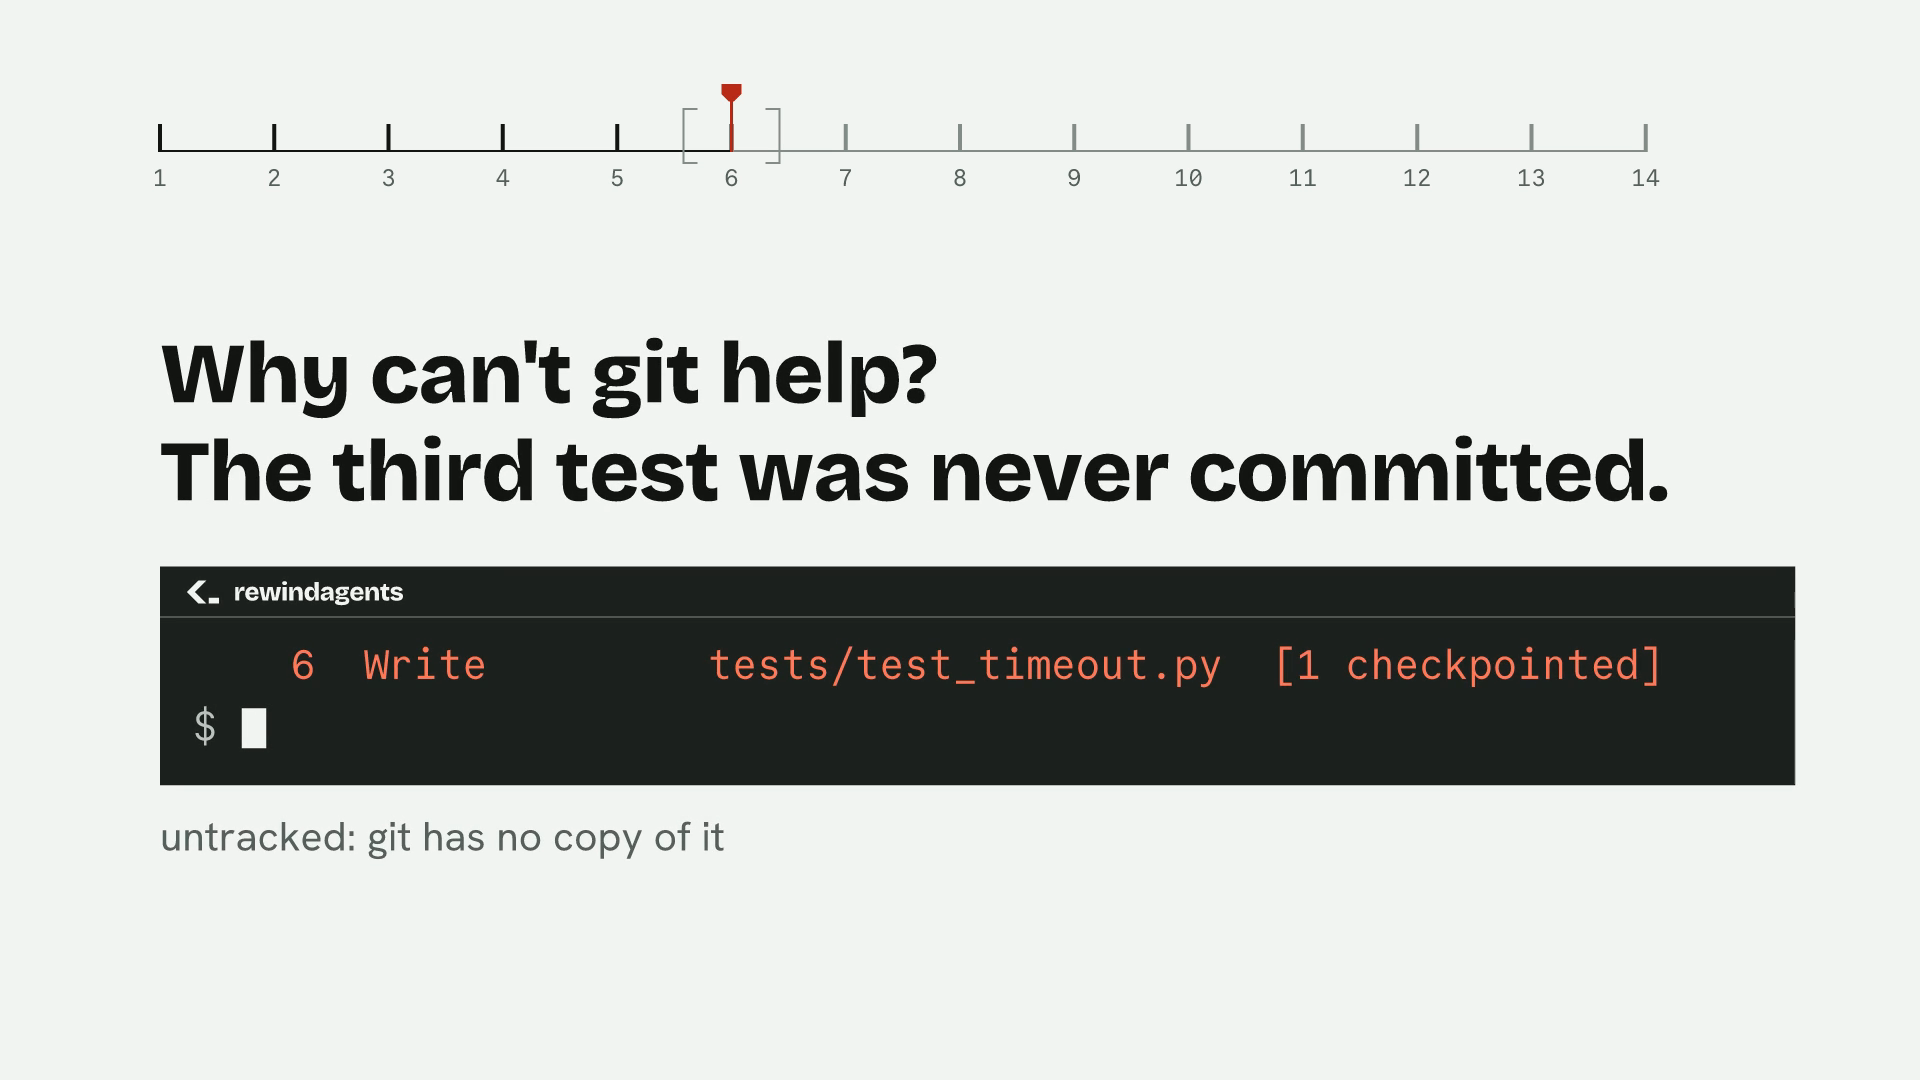 1 2 3 4 5 6 7 8 9 10 11 12 13 14
Why can't git help?
The third test was never committed.
rewindagents
6 Write tests/test_timeout.py [1 checkpointed]
$
untracked: git has no copy of it